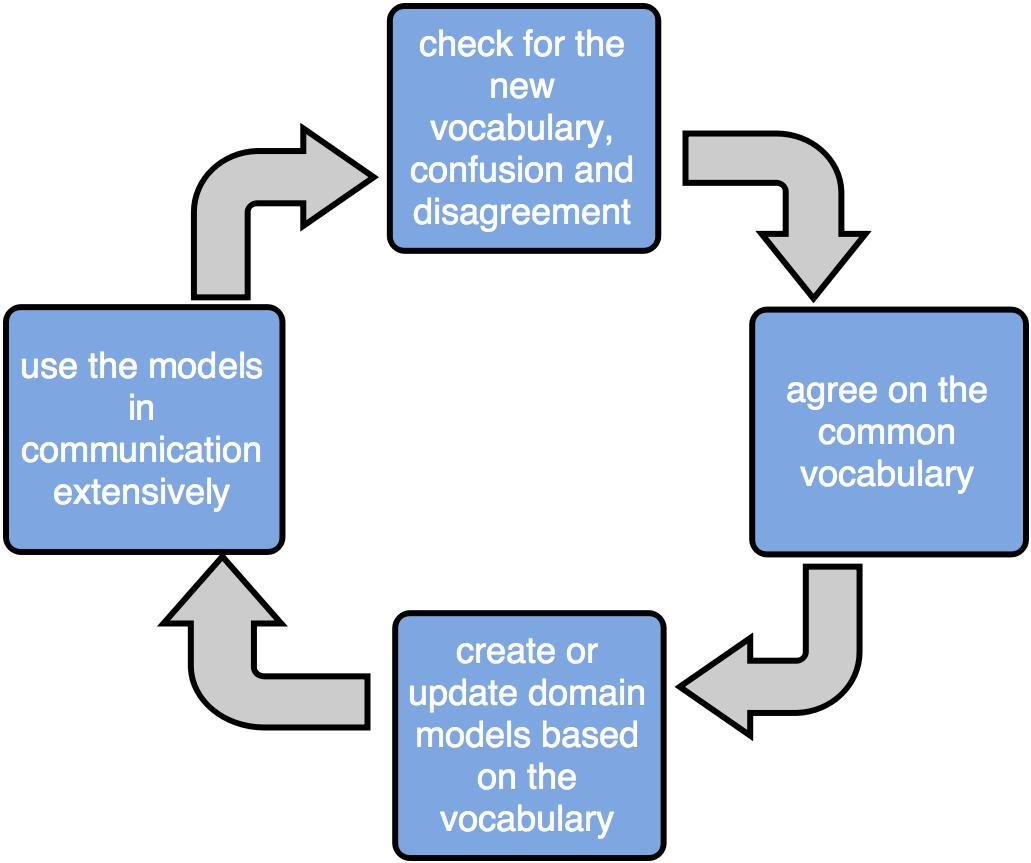 check for the
new
vocabulary,
confusion and
disagreement
agree on the
common
vocabulary
create or
update domain
models based
on the
vocabulary
use the models
in
communication
extensively